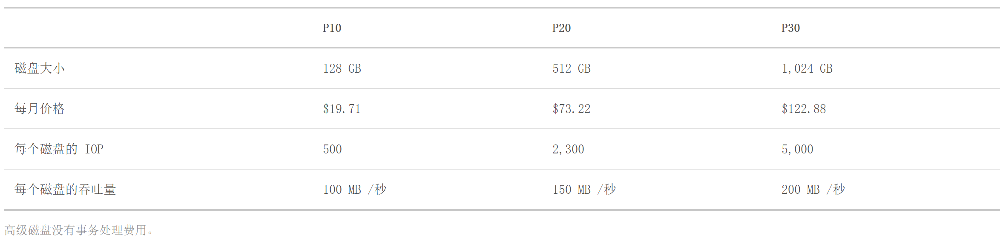 P10 P20 P30
磁盘大小 128 GB 512 GB 1,024 GB
每月价格 $19.71 $73.22 $122.88
每个磁盘的 IOP 500 2,300 5,000
每个磁盘的吞吐量 100 MB /秒 150 MB /秒 200 MB /秒
高级磁盘没有事务处理费用。